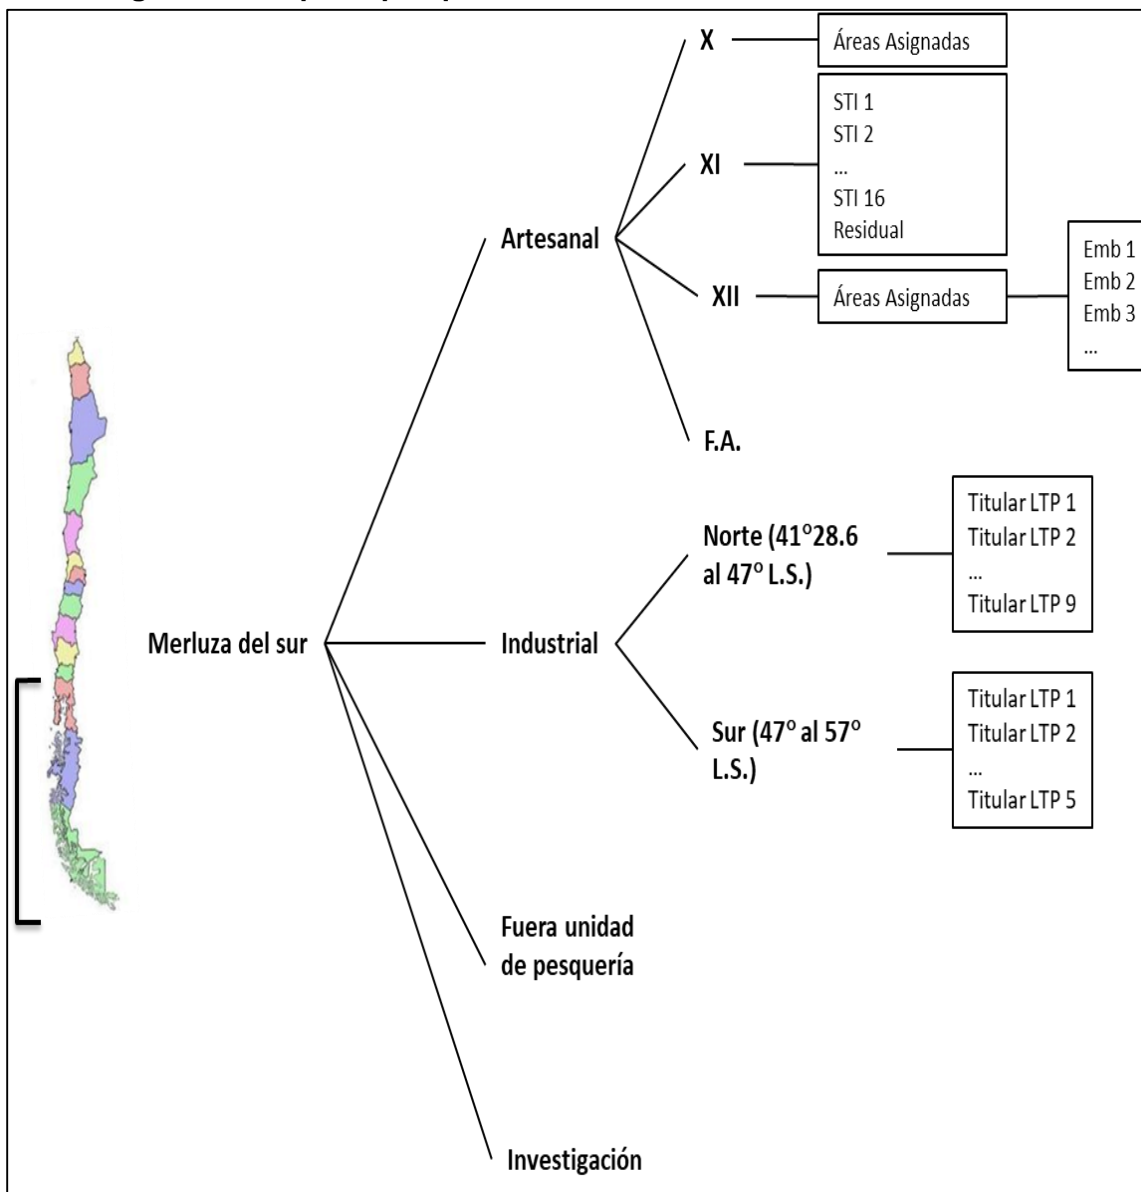 X
Áreas Asignadas
STI 1
STI 2
...
STI 16
Residual
XI
Artesanal
XII
Áreas Asignadas
Emb 1
Emb 2
Emb 3
...
F.A.
Merluza del sur
Industrial
Norte (41°28.6
al 47° L.S.)
Titular LTP 1
Titular LTP 2
...
Titular LTP 9
Sur (47° al 57°
L.S.)
Titular LTP 1
Titular LTP 2
...
Titular LTP 5
Fuera unidad
de pesquería
Investigación